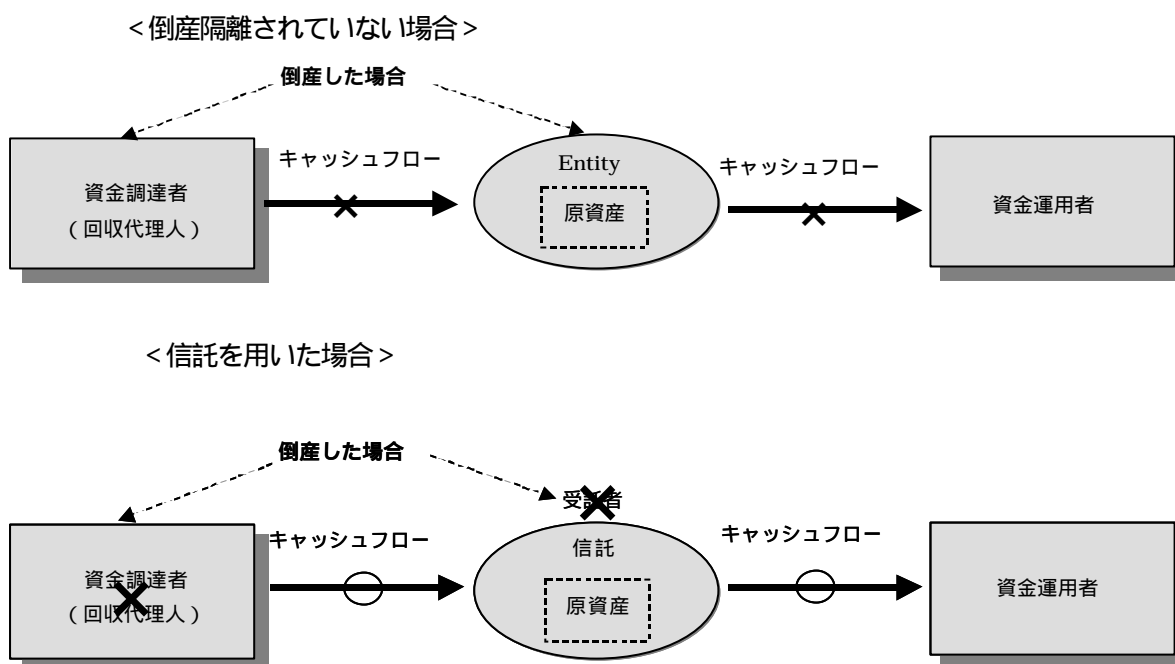 ＜倒産隔離されていない場合＞
倒産した場合
キャッシュフロー
Entity
キャッシュフロー
資金調達者
（回収代理人）
原資産
資金運用者
＜信託を用いた場合＞
倒産した場合
受託者
キャッシュフロー
キャッシュフロー
信託
資金調達者
（回収代理人）
原資産
資金運用者